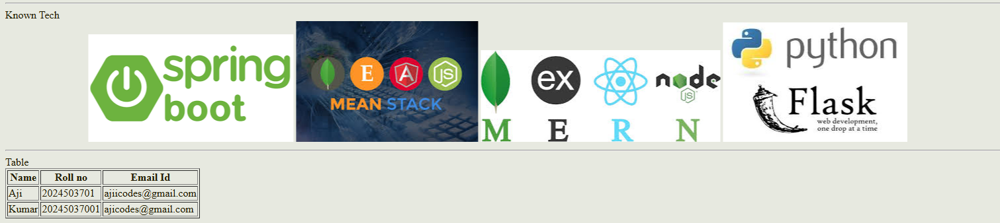 Known Tech
spring
boot
E A JS
MEAN STACK
ex node
JS
M E R N
python
Flask
web development,
one drop at a time
Table
Name Roll no Email Id
Aji 2024503701 ajiicodes@gmail.com
Kumar 20245037001 ajicodes@gmail.com